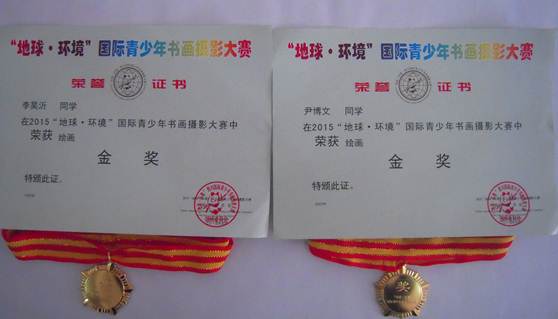 “地球·环境”国际青少年书画摄影大赛
荣誉 证书
李昊沂 同学
在2015“地球·环境”国际青少年书画摄影大赛中
荣获 绘画
金奖
特颁此证。
“地球·环境”国际青少年书画摄影大赛
荣誉 证书
尹博文 同学
在2015“地球·环境”国际青少年书画摄影大赛中
荣获 绘画
金奖
特颁此证。
奖